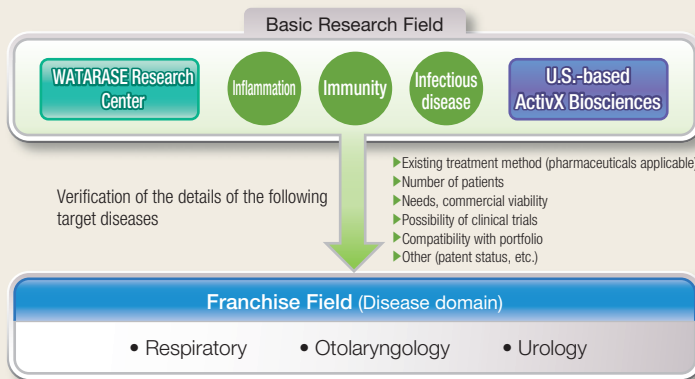 Basic Research Field
WATARASE Research
Center
Inflammation
Immunity
Infectious
disease
U.S.-based
ActivX Biosciences
Verification of the details of the following
target diseases
▶Existing treatment method (pharmaceuticals applicable)
▶Number of patients
▶Needs, commercial viability
▶Possibility of clinical trials
▶Compatibility with portfolio
▶Other (patent status, etc.)
Franchise Field (Disease domain)
• Respiratory • Otolaryngology • Urology